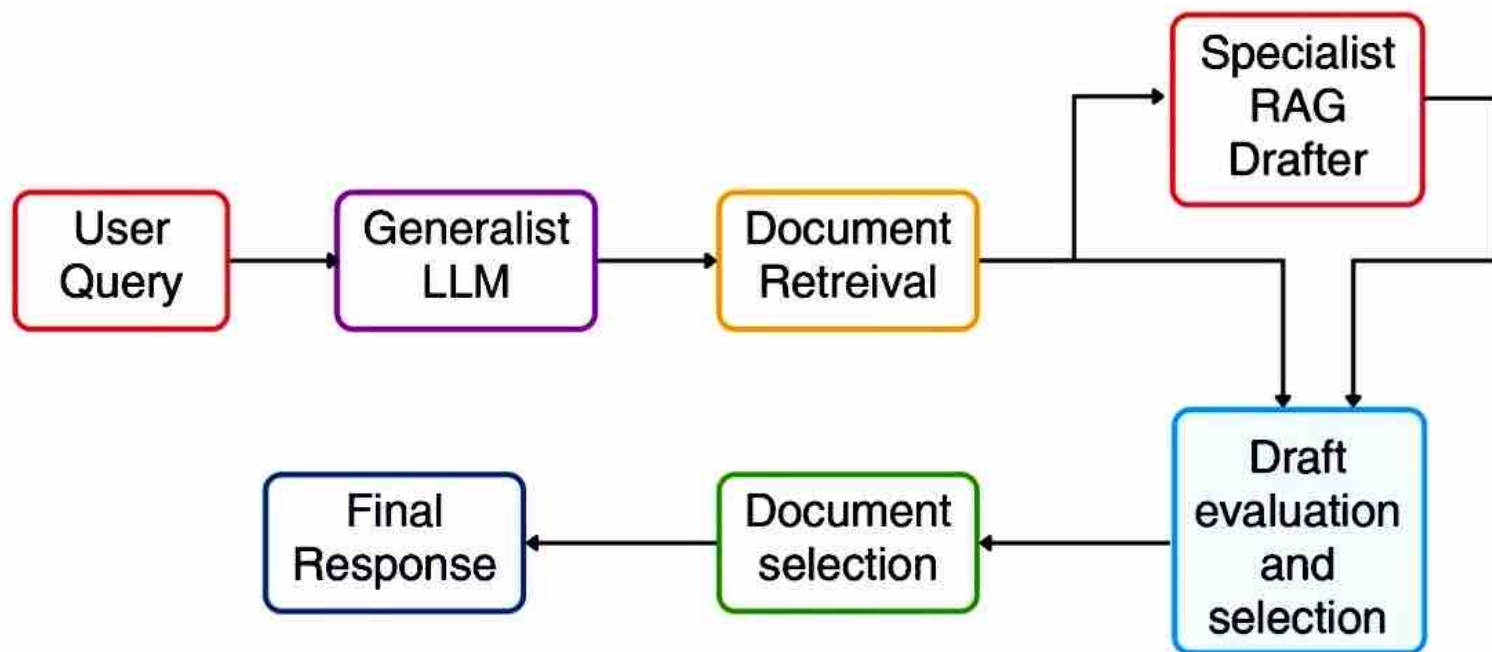 Specialist
RAG
Drafter
User
Query
Generalist
LLM
Document
Retreival
Draft
evaluation
and
selection
Document
selection
Final
Response